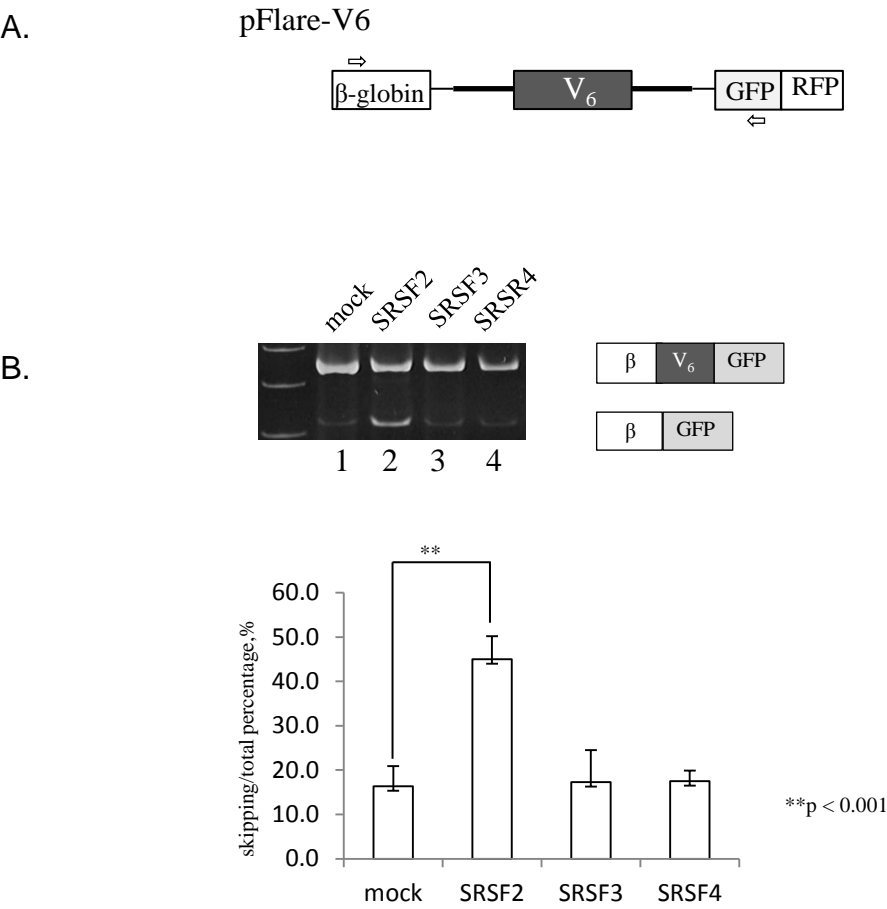 A.
pFlare-V6
β-globin
V6
GFP
RFP
B.
mock
SRSF2
SRSF3
SRSR4
1 2 3 4
β V6 GFP
β GFP
**
skipping/total percentage,%
60.0
50.0
40.0
30.0
20.0
10.0
0.0
mock SRSF2 SRSF3 SRSF4
**p < 0.001